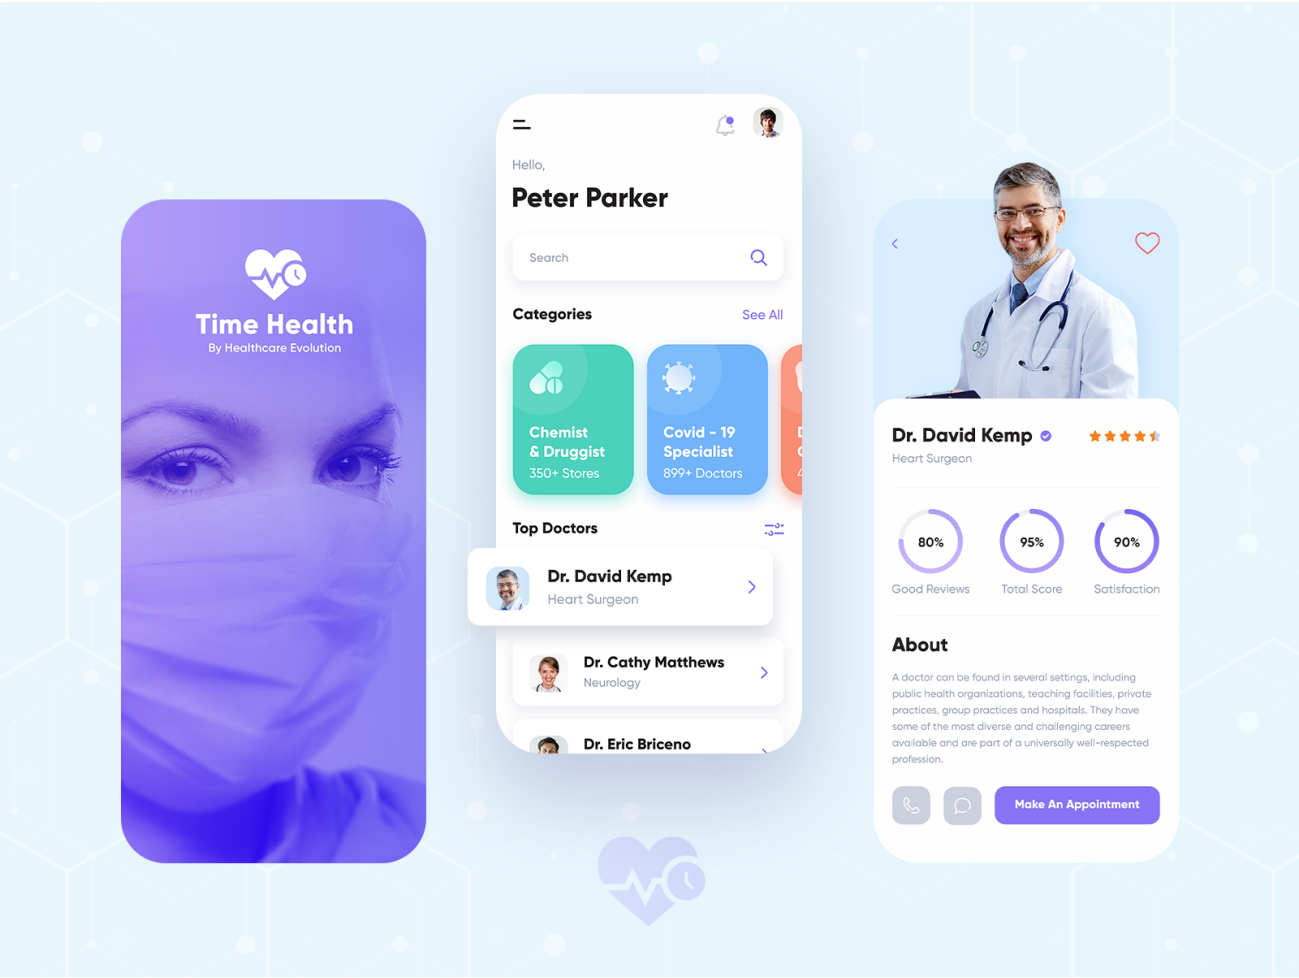 Time Health
By Healthcare Evolution
Hello,
Peter Parker
Search
Categories
See All
Chemist
& Druggist
350+ Stores
Covid - 19
Specialist
899+ Doctors
Top Doctors
Dr. David Kemp
Heart Surgeon
Dr. Cathy Matthews
Neurology
Dr. Eric Briceno
Dr. David Kemp
Heart Surgeon
80%
Good Reviews
95%
Total Score
90%
Satisfaction
About
A doctor can be found in several settings, including
public health organizations, teaching facilities, private
practices, group practices and hospitals. They have
some of the most diverse and challenging careers
available and are part of a universally well-respected
profession.
Make An Appointment